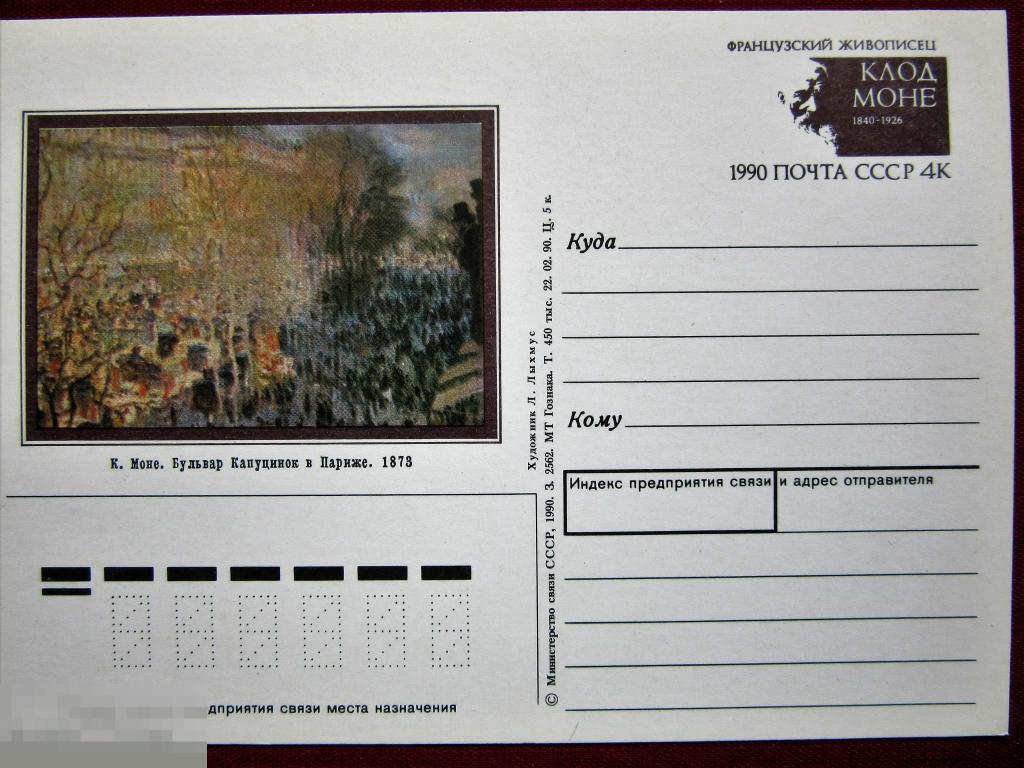 ФРАНЦУЗСКИЙ ЖИВОПИСЕЦ
КЛОД
МОНЕ
1840-1926
1990 ПОЧТА СССР 4К
К. Моне. Бульвар Капуцинок в Париже. 1873
Художник Л. Лыхмус
© Министерство связи СССР, 1990. З. 2562. МТ Гознака. Т. 450 тыс. 22. 02. 90. Ц. 5 к.
Куда
Кому
Индекс предприятия связи и адрес отправителя
дприятия связи места назначения